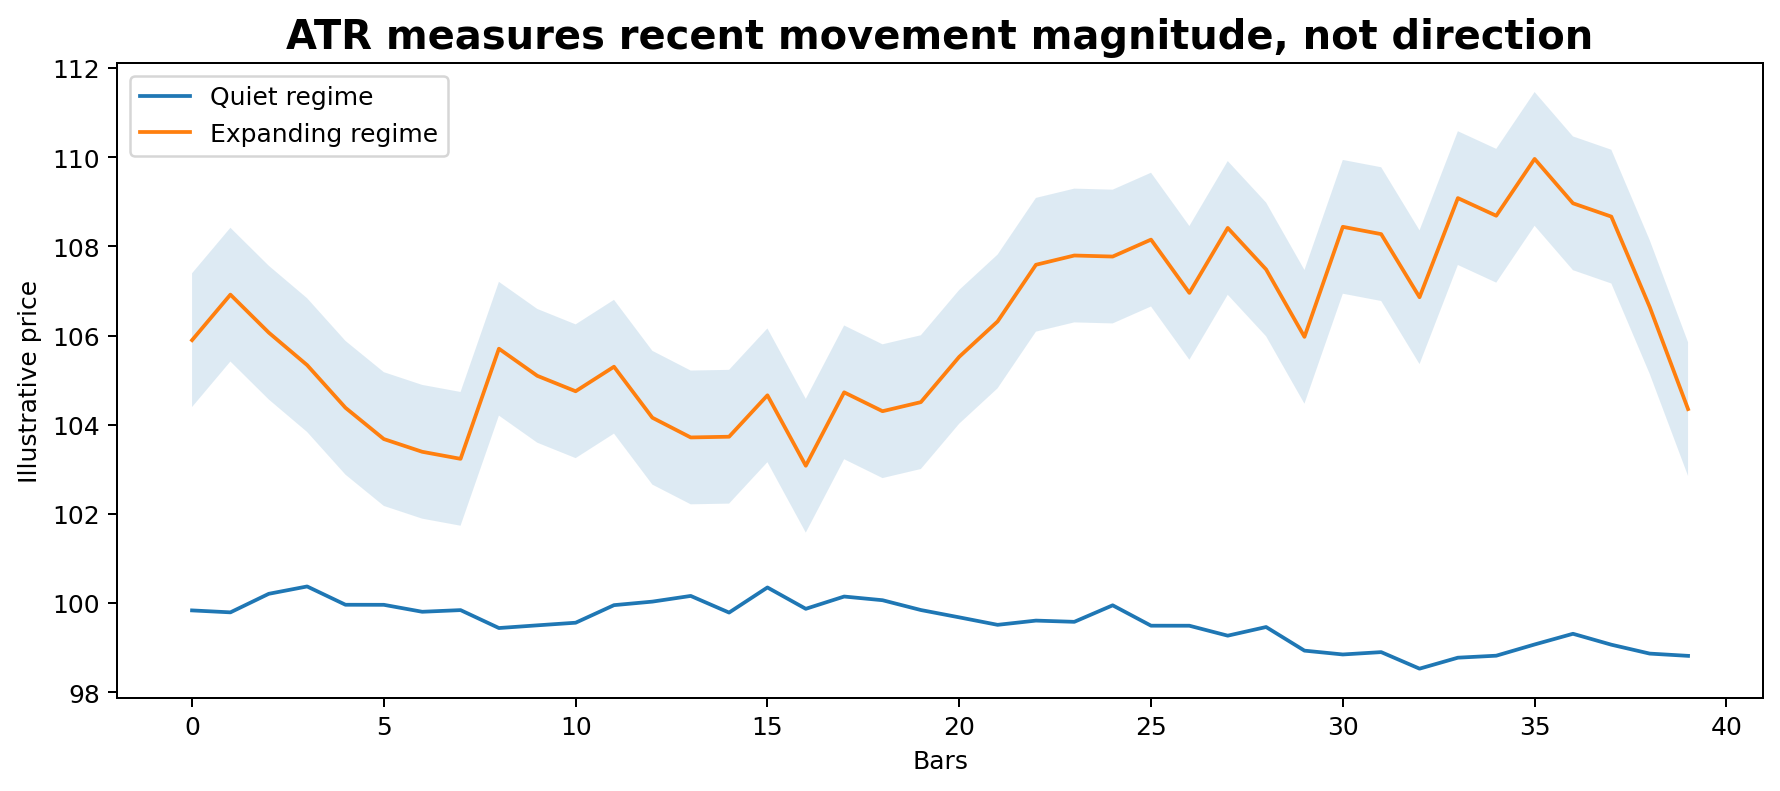 ATR measures recent movement magnitude, not direction
Quiet regime
Expanding regime
Illustrative price
112
110
108
106
104
102
100
98
0 5 10 15 20 25 30 35 40
Bars